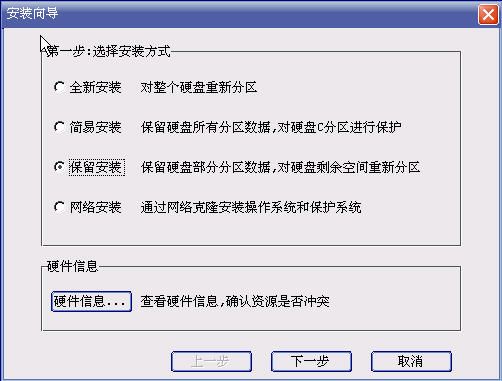 安装向导
第一步:选择安装方式
全新安装 对整个硬盘重新分区
简易安装 保留硬盘所有分区数据,对硬盘C分区进行保护
保留安装 保留硬盘部分分区数据,对硬盘剩余空间重新分区
网络安装 通过网络克隆安装操作系统和保护系统
硬件信息
硬件信息... 查看硬件信息,确认资源是否冲突
上一步 下一步 取消